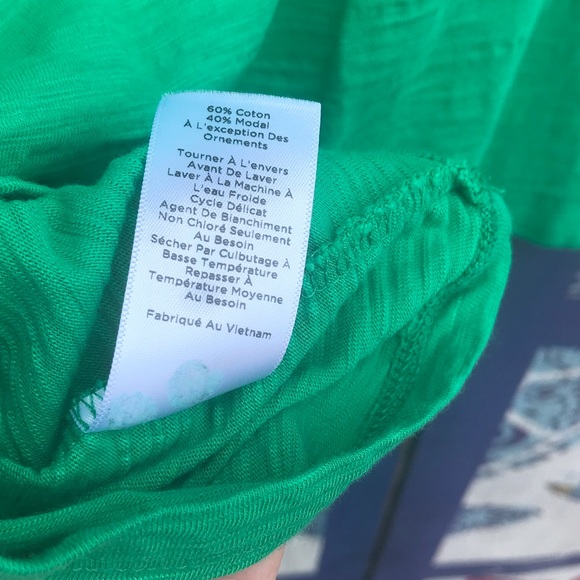 60% Coton
40% Modal
À L'exception Des
Ornements
Tourner À L'envers
Avant De Laver
Laver À La Machine À
L'eau Froide
Cycle Délicat
Agent De Blanchiment
Non Chloré Seulement
Au Besoin
Sécher Par Culbutage À
Basse Température
Repasser À
Température Moyenne
Au Besoin
Fabriqué Au Vietnam